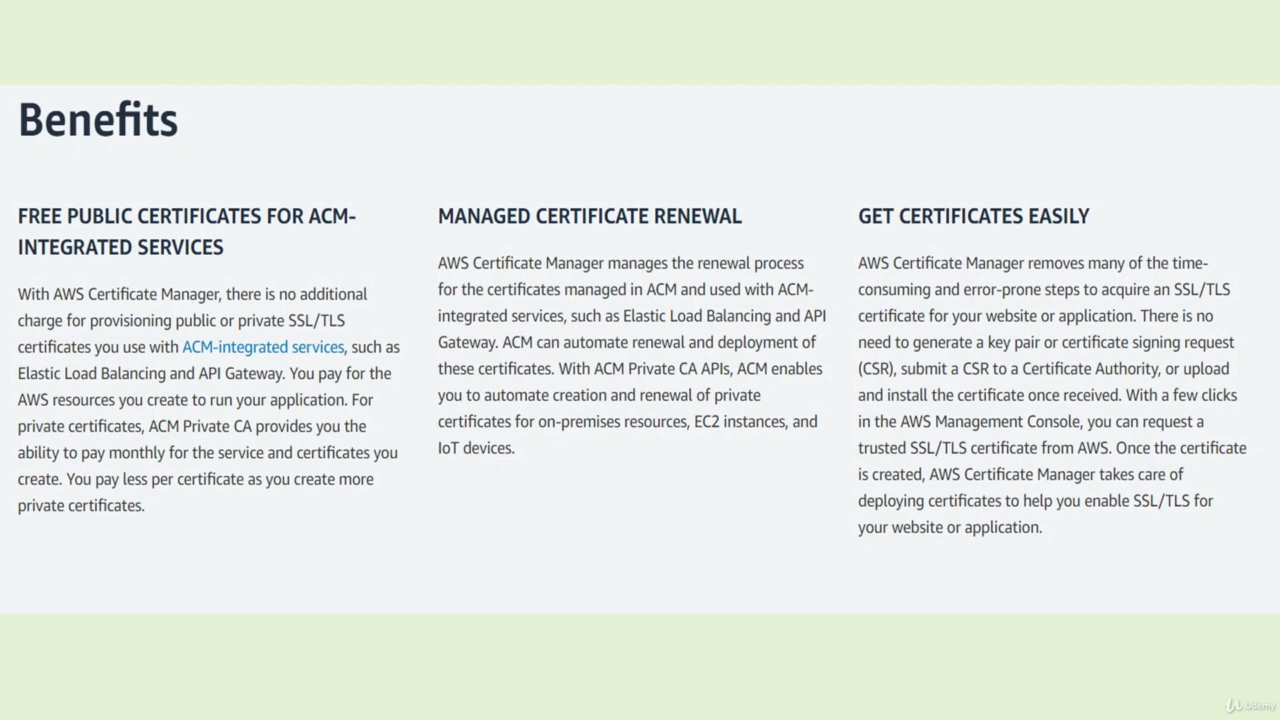 Benefits
FREE PUBLIC CERTIFICATES FOR ACM-
INTEGRATED SERVICES
With AWS Certificate Manager, there is no additional
charge for provisioning public or private SSL/TLS
certificates you use with ACM-integrated services, such as
Elastic Load Balancing and API Gateway. You pay for the
AWS resources you create to run your application. For
private certificates, ACM Private CA provides you the
ability to pay monthly for the service and certificates you
create. You pay less per certificate as you create more
private certificates.
MANAGED CERTIFICATE RENEWAL
AWS Certificate Manager manages the renewal process
for the certificates managed in ACM and used with ACM-
integrated services, such as Elastic Load Balancing and API
Gateway. ACM can automate renewal and deployment of
these certificates. With ACM Private CA APIs, ACM enables
you to automate creation and renewal of private
certificates for on-premises resources, EC2 instances, and
IoT devices.
GET CERTIFICATES EASILY
AWS Certificate Manager removes many of the time-
consuming and error-prone steps to acquire an SSL/TLS
certificate for your website or application. There is no
need to generate a key pair or certificate signing request
(CSR), submit a CSR to a Certificate Authority, or upload
and install the certificate once received. With a few clicks
in the AWS Management Console, you can request a
trusted SSL/TLS certificate from AWS. Once the certificate
is created, AWS Certificate Manager takes care of
deploying certificates to help you enable SSL/TLS for
your website or application.
Udemy